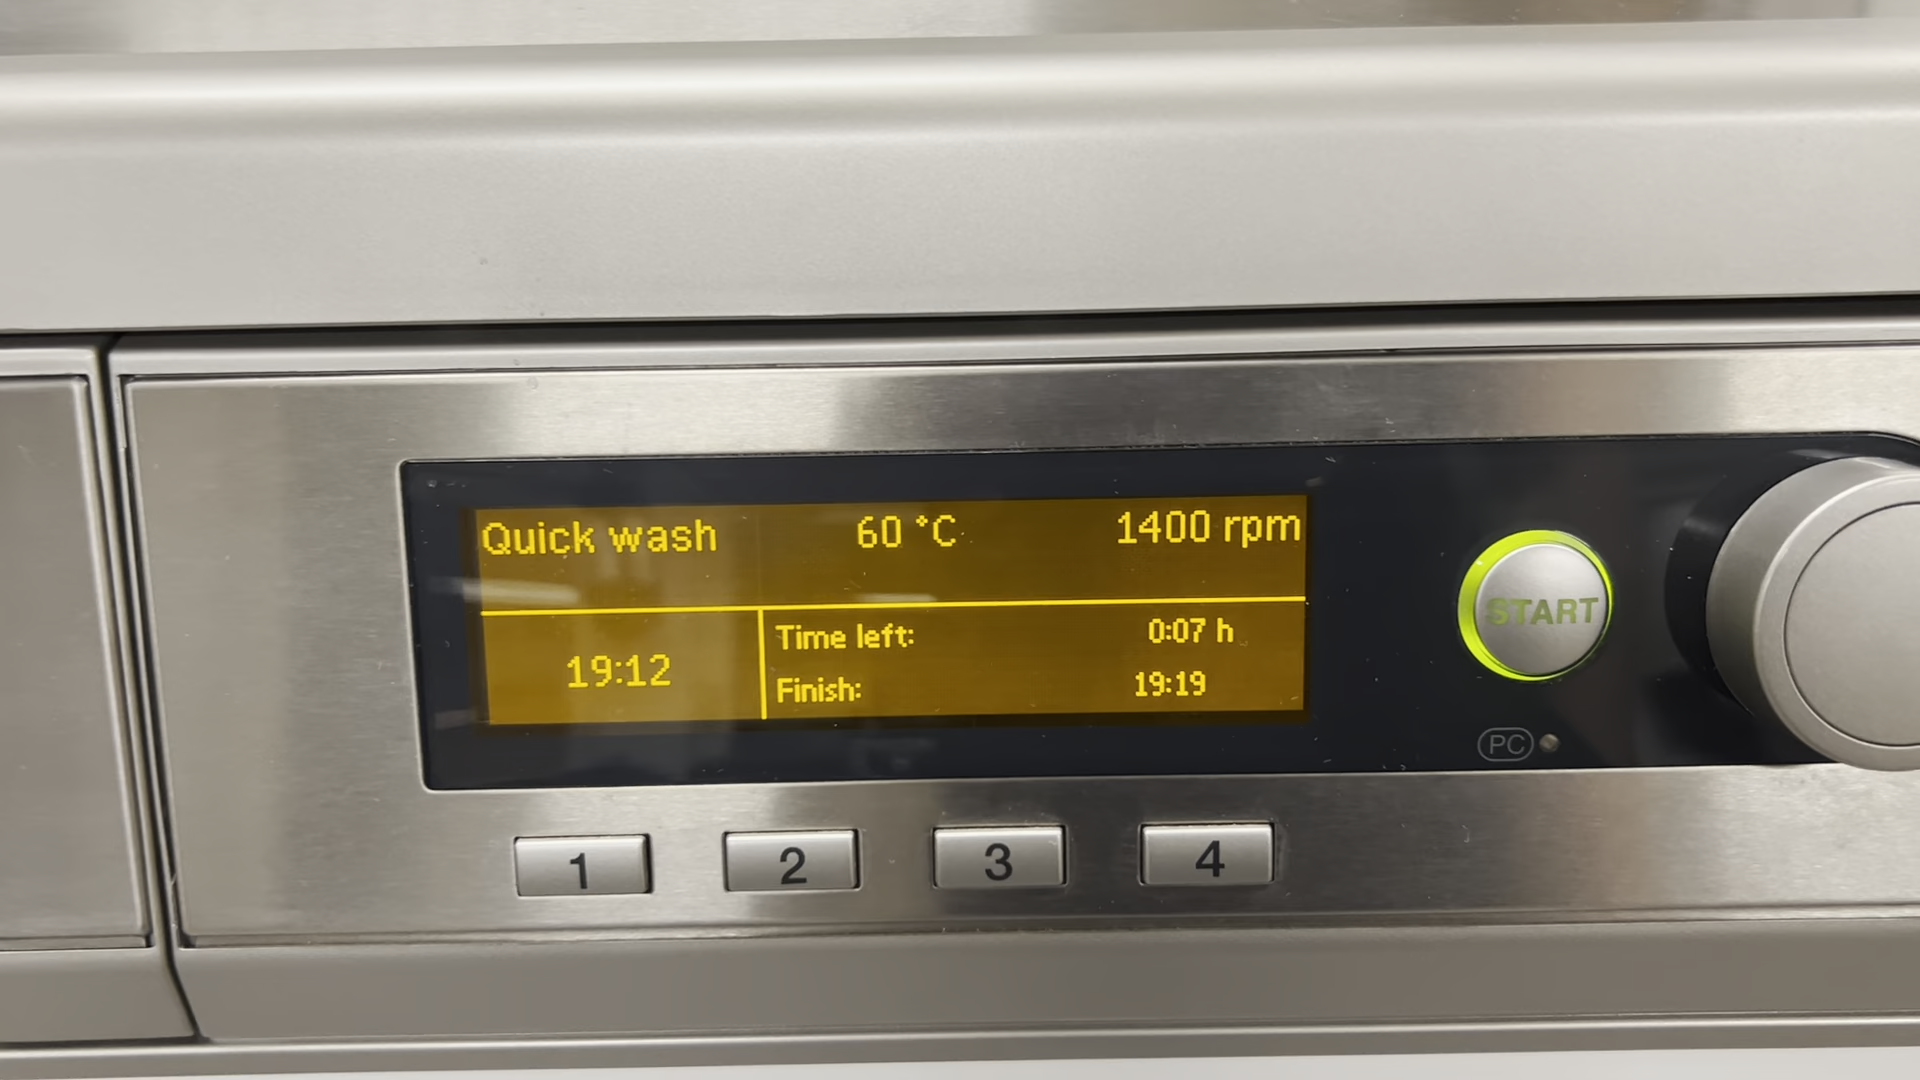 Quick wash 60 °C 1400 rpm
19:12
Time left: 0:07 h
Finish: 19:19
START
PC
1 2 3 4